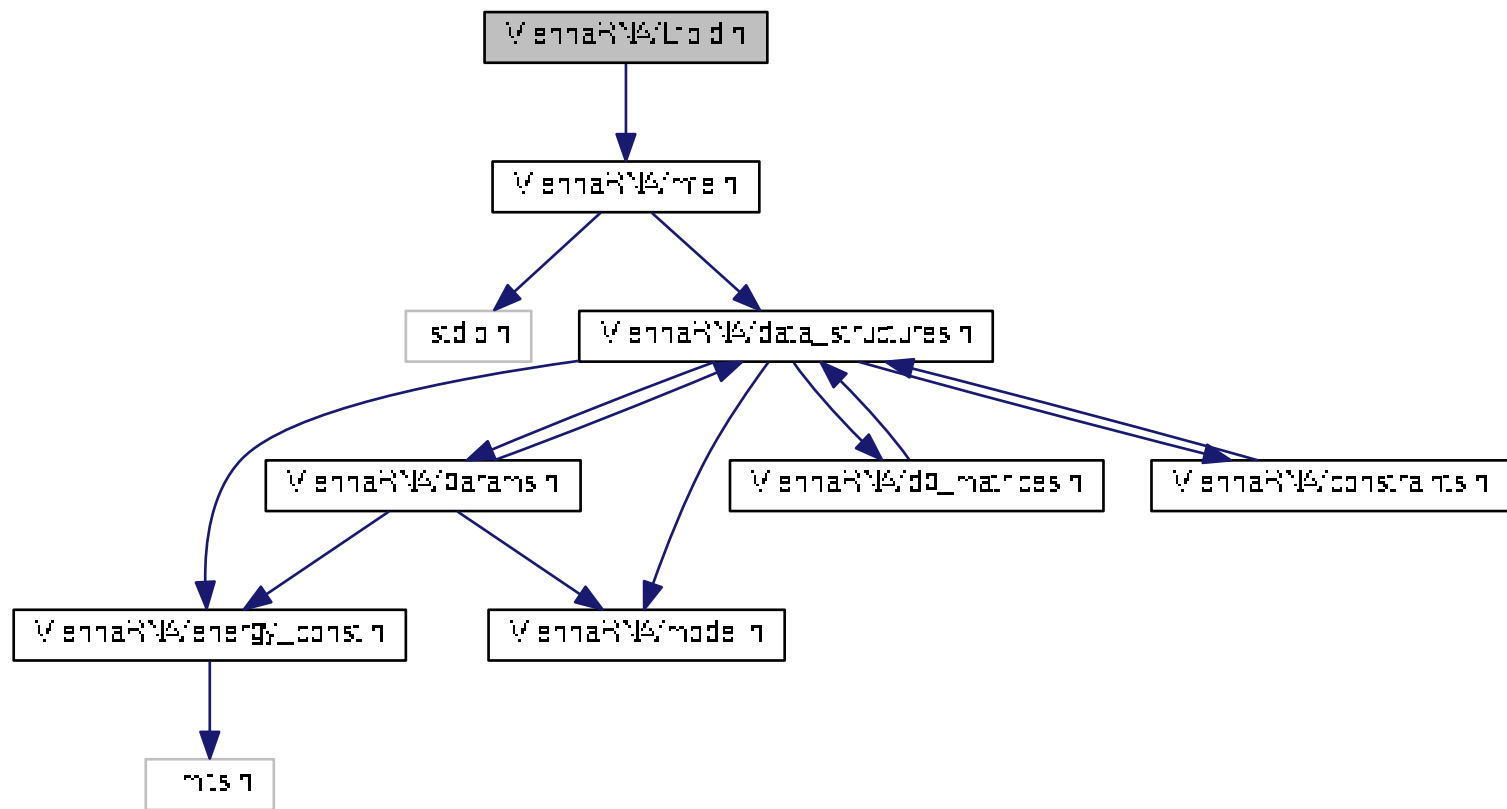 ViennaRNA/Lfold.h
ViennaRNA/mfe.h
stdio.h
ViennaRNA/data_structures.h
ViennaRNA/params.h
ViennaRNA/dp_matrices.h
ViennaRNA/constraints.h
ViennaRNA/energy_const.h
ViennaRNA/model.h
limits.h